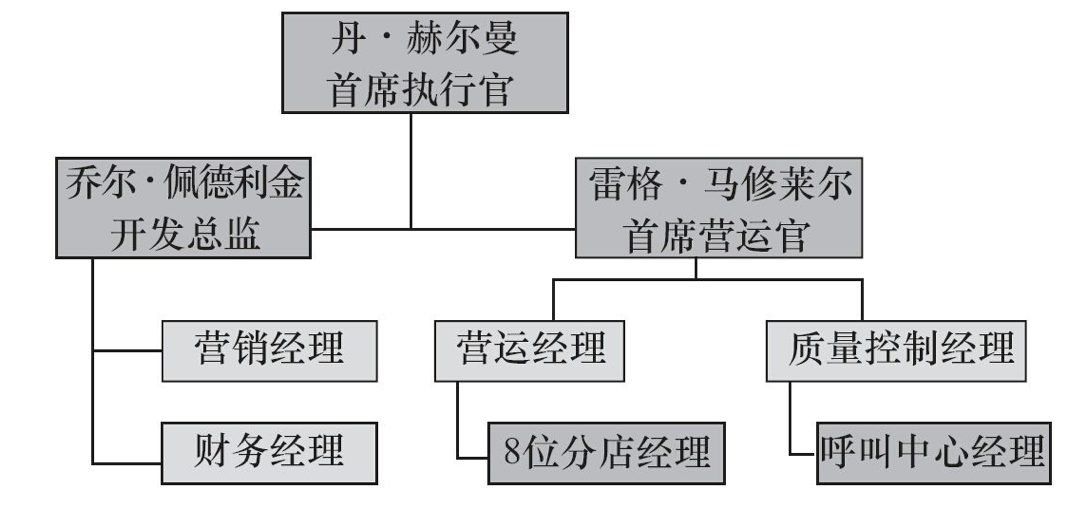 丹·赫尔曼
首席执行官
乔尔·佩德利金
开发总监
雷格·马修莱尔
首席营运官
营销经理
营运经理
质量控制经理
财务经理
8位分店经理
呼叫中心经理